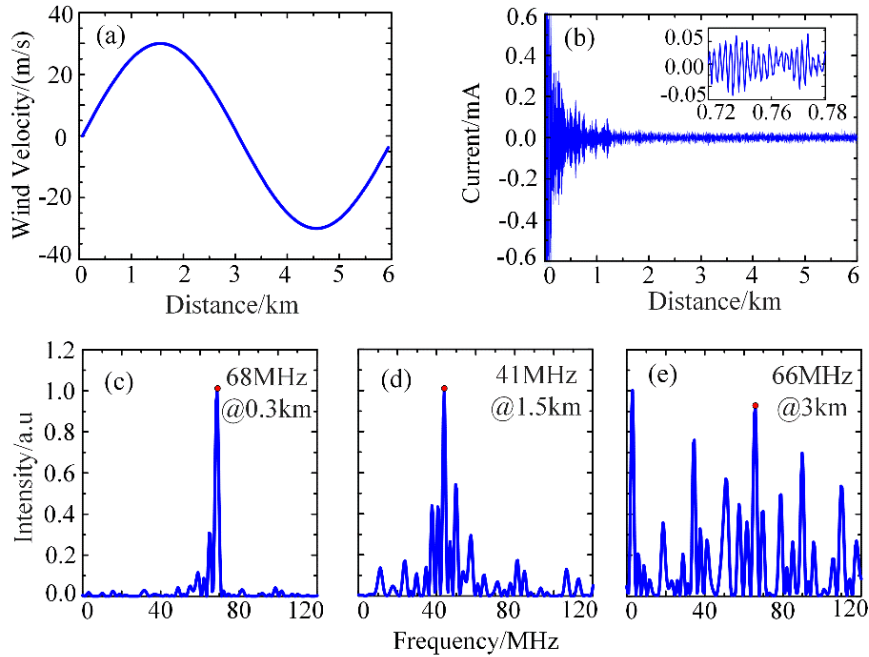 (a)
Wind Velocity/(m/s)
40
20
0
-20
-40
0 1 2 3 4 5 6
Distance/km
(b)
Current/mA
0.6
0.4
0.2
0.0
-0.2
-0.4
-0.6
0 1 2 3 4 5 6
Distance/km
0.05
0.00
-0.05
0.72 0.76 0.78
(c)
68MHz
@0.3km
Intensity/a.u
1.2
1.0
0.8
0.6
0.4
0.2
0.0
0 40 80 120
(d)
41MHz
@1.5km
0 40 80 120
(e)
66MHz
@3km
0 40 80 120
Frequency/MHz